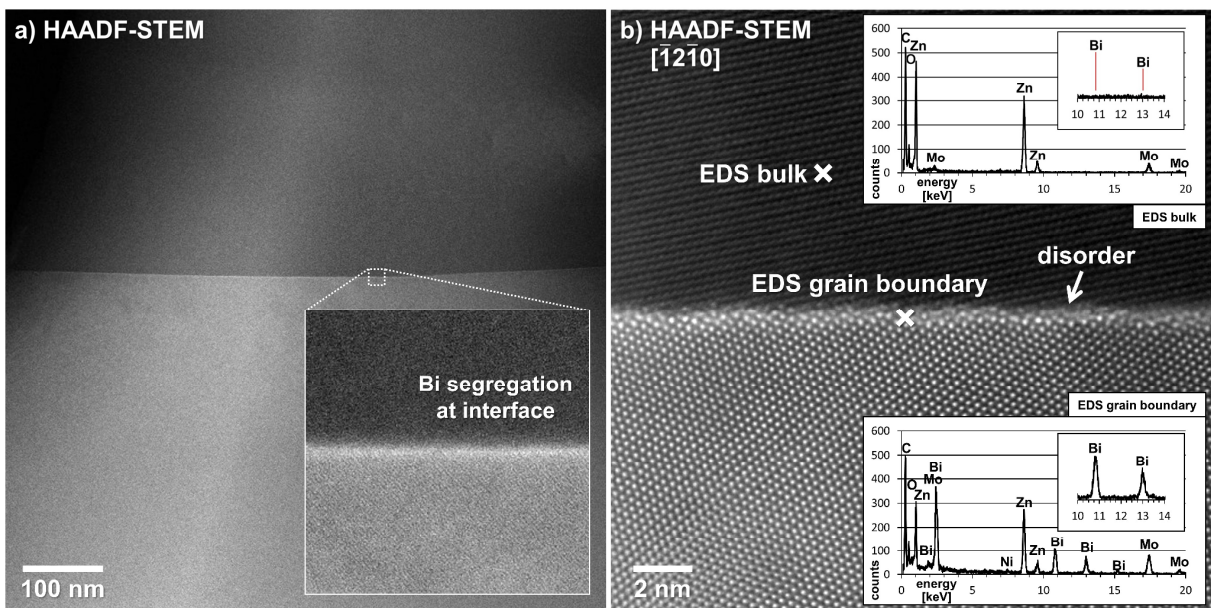 a) HAADF-STEM
Bi segregation
at interface
100 nm
b) HAADF-STEM
[1̄21̄0]
EDS bulk
EDS grain boundary
disorder
2 nm
600
500
400
300
200
100
0
counts
C
Zn
O
Mo
Zn
Zn
Mo
Mo
0
5
10
15
20
energy
[keV]
Bi
Bi
10 11 12 13 14
EDS bulk
EDS grain boundary
600
500
400
300
200
100
0
counts
C
O
Zn
Bi
Bi
Mo
Ni
Zn
Zn
Bi
Bi
Bi
Mo
Mo
0
5
10
15
20
energy
[keV]
Bi
Bi
10 11 12 13 14